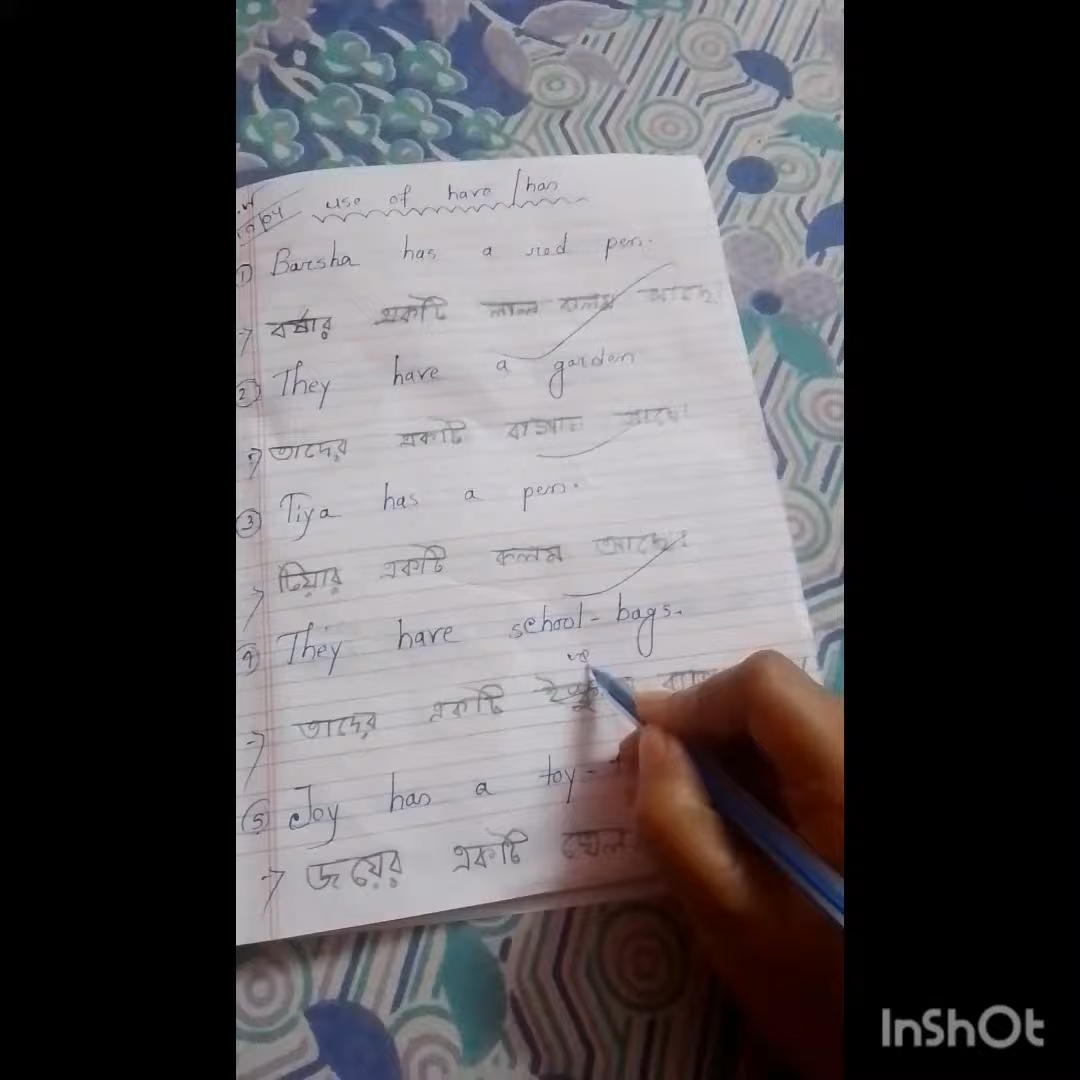 use of have / has
① Barsha has a red pen.
→ বর্ষার একটি লাল কলম আছে।
② They have a garden
→ তাদের একটি বাগান আছে।
③ Tiya has a pen.
→ টিয়ার একটি কলম আছে।
④ They have school-bags.
→ তাদের একটি
⑤ Joy has a toy-
→ জয়ের একটি
InShOt